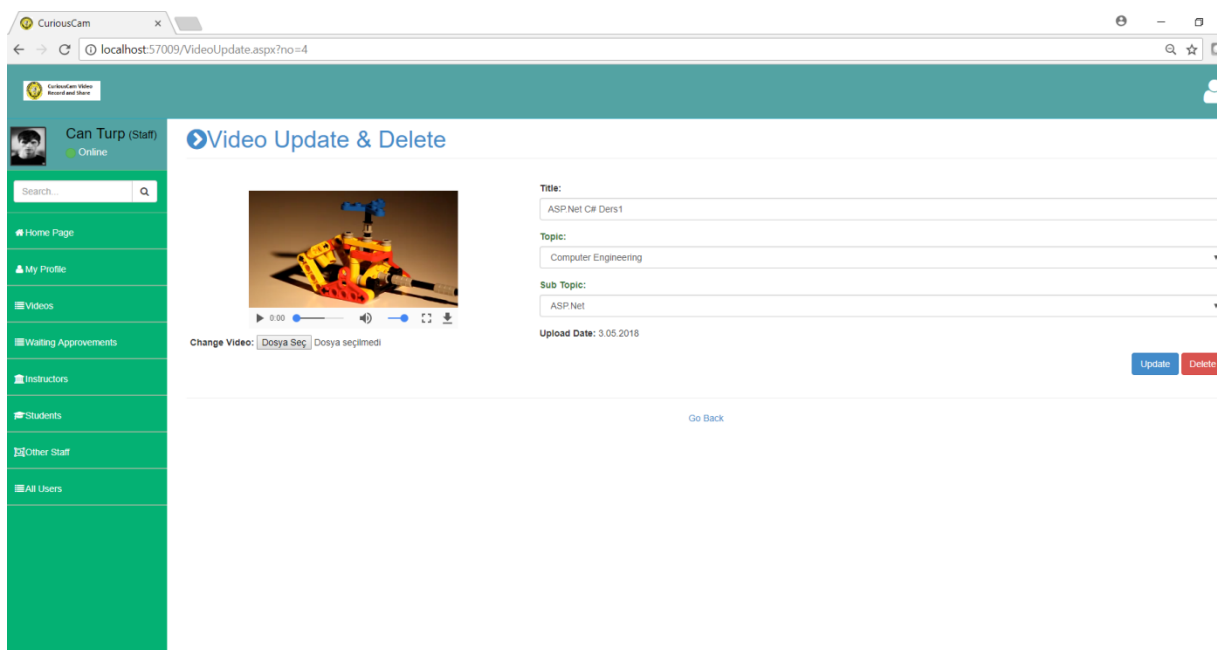 CuriousCam
localhost:57009/VideoUpdate.aspx?no=4
CuriousCam Video
Record and Share
Can Turp (Staff)
Online
Search...
Home Page
My Profile
Videos
Waiting Approvements
Instructors
Students
Other Staff
All Users
Video Update & Delete
0:00
Change Video: Dosya Seç Dosya seçilmedi
Title:
ASP.Net C# Ders1
Topic:
Computer Engineering
Sub Topic:
ASP.Net
Upload Date: 3.05.2018
Update Delete
Go Back